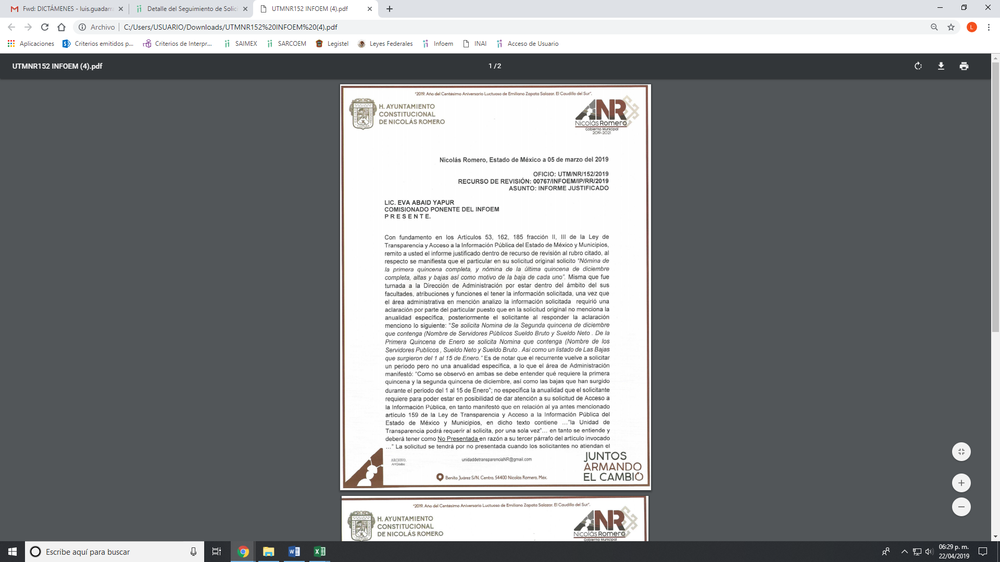 Fwd: DICTÁMENES - luis.guadarra
Detalle del Seguimiento de Solici
UTMNR152 INFOEM (4).pdf
Archivo
C:/Users/USUARIO/Downloads/UTMNR152%20INFOEM%20(4).pdf
L
Aplicaciones
Criterios emitidos p...
Criterios de Interpr...
SAIMEX
SARCOEM
Legistel
Leyes Federales
Infoem
INAI
Acceso de Usuario
UTMNR152 INFOEM (4).pdf
1 / 2
"2019. Año del Centésimo Aniversario Luctuoso de Emiliano Zapata Salazar. El Caudillo del Sur".
H. AYUNTAMIENTO
CONSTITUCIONAL
DE NICOLÁS ROMERO
ANR
Nicolás Romero
Gobierno Municipal
2019-2021
Nicolás Romero, Estado de México a 05 de marzo del 2019
OFICIO: UTM/NR/152/2019
RECURSO DE REVISIÓN: 00767/INFOEM/IP/RR/2019
ASUNTO: INFORME JUSTIFICADO
LIC. EVA ABAID YAPUR
COMISIONADO PONENTE DEL INFOEM
P R E S E N T E.
Con fundamento en los Artículos 53, 162, 185 fracción II, III de la Ley de
Transparencia y Acceso a la Información Pública del Estado de México y Municipios,
remito a usted el informe justificado dentro de recurso de revisión al rubro citado, al
respecto se manifiesta que el particular en su solicitud original solicito "Nómina de
la primera quincena completa, y nómina de la última quincena de diciembre
completa, altas y bajas así como motivo de la baja de cada uno". Misma que fue
turnada a la Dirección de Administración por estar dentro del ámbito del sus
facultades, atribuciones y funciones el tener la información solicitada, una vez que
el área administrativa en mención analizo la información solicitada requirió una
aclaración por parte del particular puesto que en la solicitud original no menciona la
anualidad específica, posteriormente el solicitante al responder la aclaración
menciono lo siguiente: "Se solicita Nomina de la Segunda quincena de diciembre
que contenga (Nombre de Servidores Públicos Sueldo Bruto y Sueldo Neto . De la
Primera Quincena de Enero se solicita Nomina que contenga (Nombre de los
Servidores Publicos , Sueldo Neto y Sueldo Bruto . Asi como un listado de Las Bajas
que surgieron del 1 al 15 de Enero." Es de notar que el recurrente vuelve a solicitar
un periodo pero no una anualidad específica, a lo que el área de Administración
manifestó: "Como se observó en ambas se debe entender qué requiere la primera
quincena y la segunda quincena de diciembre, así como las bajas que han surgido
durante el periodo del 1 al 15 de Enero"; no especifica la anualidad que el solicitante
requiere para poder estar en posibilidad de dar atención a su solicitud de Acceso a
la Información Pública, en tanto manifestó que en relación al ya antes mencionado
artículo 159 de la Ley de Transparencia y Acceso a la Información Pública del
Estado de México y Municipios, en dicho texto contiene ..."la Unidad de
Transparencia podrá requerir al solicita, por una sola vez"... en tanto se entiende y
deberá tener como No Presentada en razón a su tercer párrafo del artículo invocado
..." La solicitud se tendrá por no presentada cuando los solicitantes no atiendan el
ARCHIVO.
unidaddetransparenciaNR@gmail.com
Benito Juárez S/N. Centro. 54400 Nicolás Romero, Méx.
JUNTOS
ARMANDO
EL CAMBIO
"2019. Año del Centésimo Aniversario Luctuoso de Emiliano Zapata Salazar. El Caudillo del Sur".
H. AYUNTAMIENTO
CONSTITUCIONAL
DE NICOLÁS ROMERO
ANR
Nicolás Romero
Gobierno Municipal
Escribe aquí para buscar
06:29 p. m.
22/04/2019